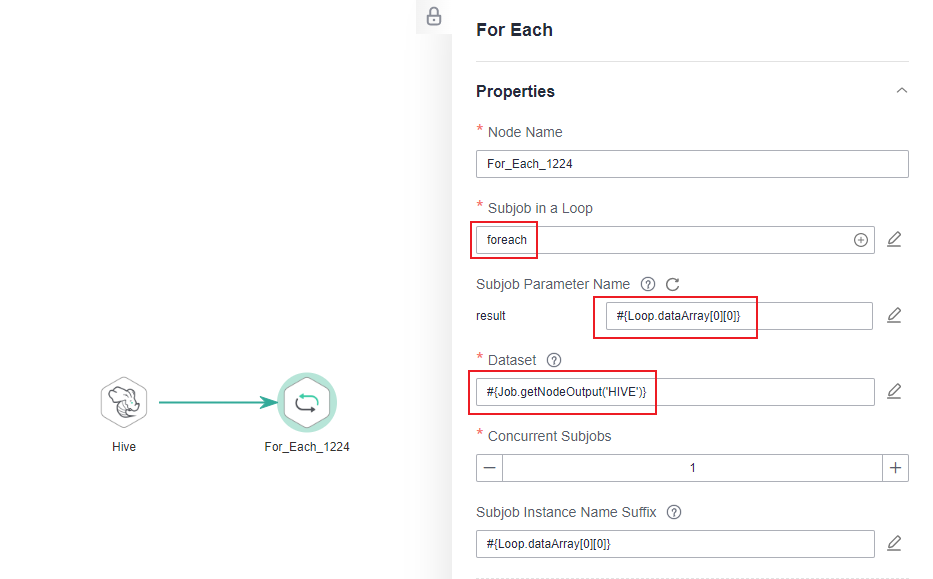 For Each
Properties
* Node Name
For_Each_1224
* Subjob in a Loop
foreach
Subjob Parameter Name ?
result #{Loop.dataArray[0][0]}
* Dataset ?
#{Job.getNodeOutput('HIVE')}
* Concurrent Subjobs
1
Subjob Instance Name Suffix ?
#{Loop.dataArray[0][0]}
Hive
For_Each_1224